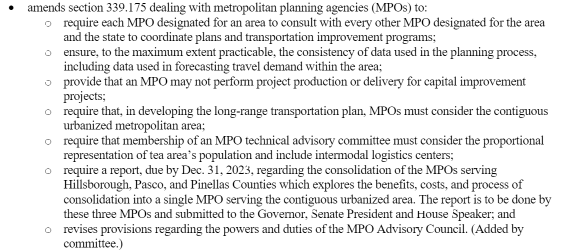 • amends section 339.175 dealing with metropolitan planning agencies (MPOs) to:
o require each MPO designated for an area to consult with every other MPO designated for the area
and the state to coordinate plans and transportation improvement programs;
o ensure, to the maximum extent practicable, the consistency of data used in the planning process,
including data used in forecasting travel demand within the area;
o provide that an MPO may not perform project production or delivery for capital improvement
projects;
o require that, in developing the long-range transportation plan, MPOs must consider the contiguous
urbanized metropolitan area;
o require that membership of an MPO technical advisory committee must consider the proportional
representation of tea area’s population and include intermodal logistics centers;
o require a report, due by Dec. 31, 2023, regarding the consolidation of the MPOs serving
Hillsborough, Pasco, and Pinellas Counties which explores the benefits, costs, and process of
consolidation into a single MPO serving the contiguous urbanized area. The report is to be done by
these three MPOs and submitted to the Governor, Senate President and House Speaker; and
o revises provisions regarding the powers and duties of the MPO Advisory Council. (Added by
committee.)